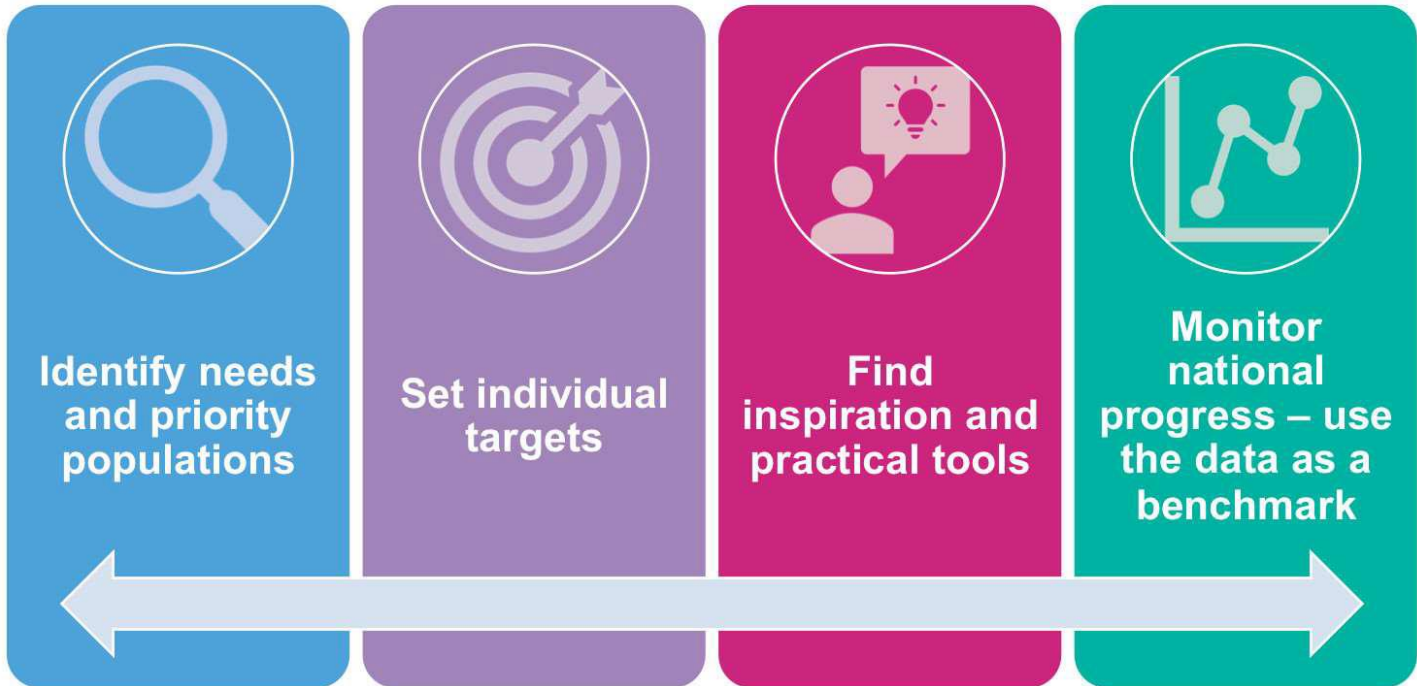 Identify needs
and priority
populations
Set individual
targets
Find
inspiration and
practical tools
Monitor
national
progress – use
the data as a
benchmark